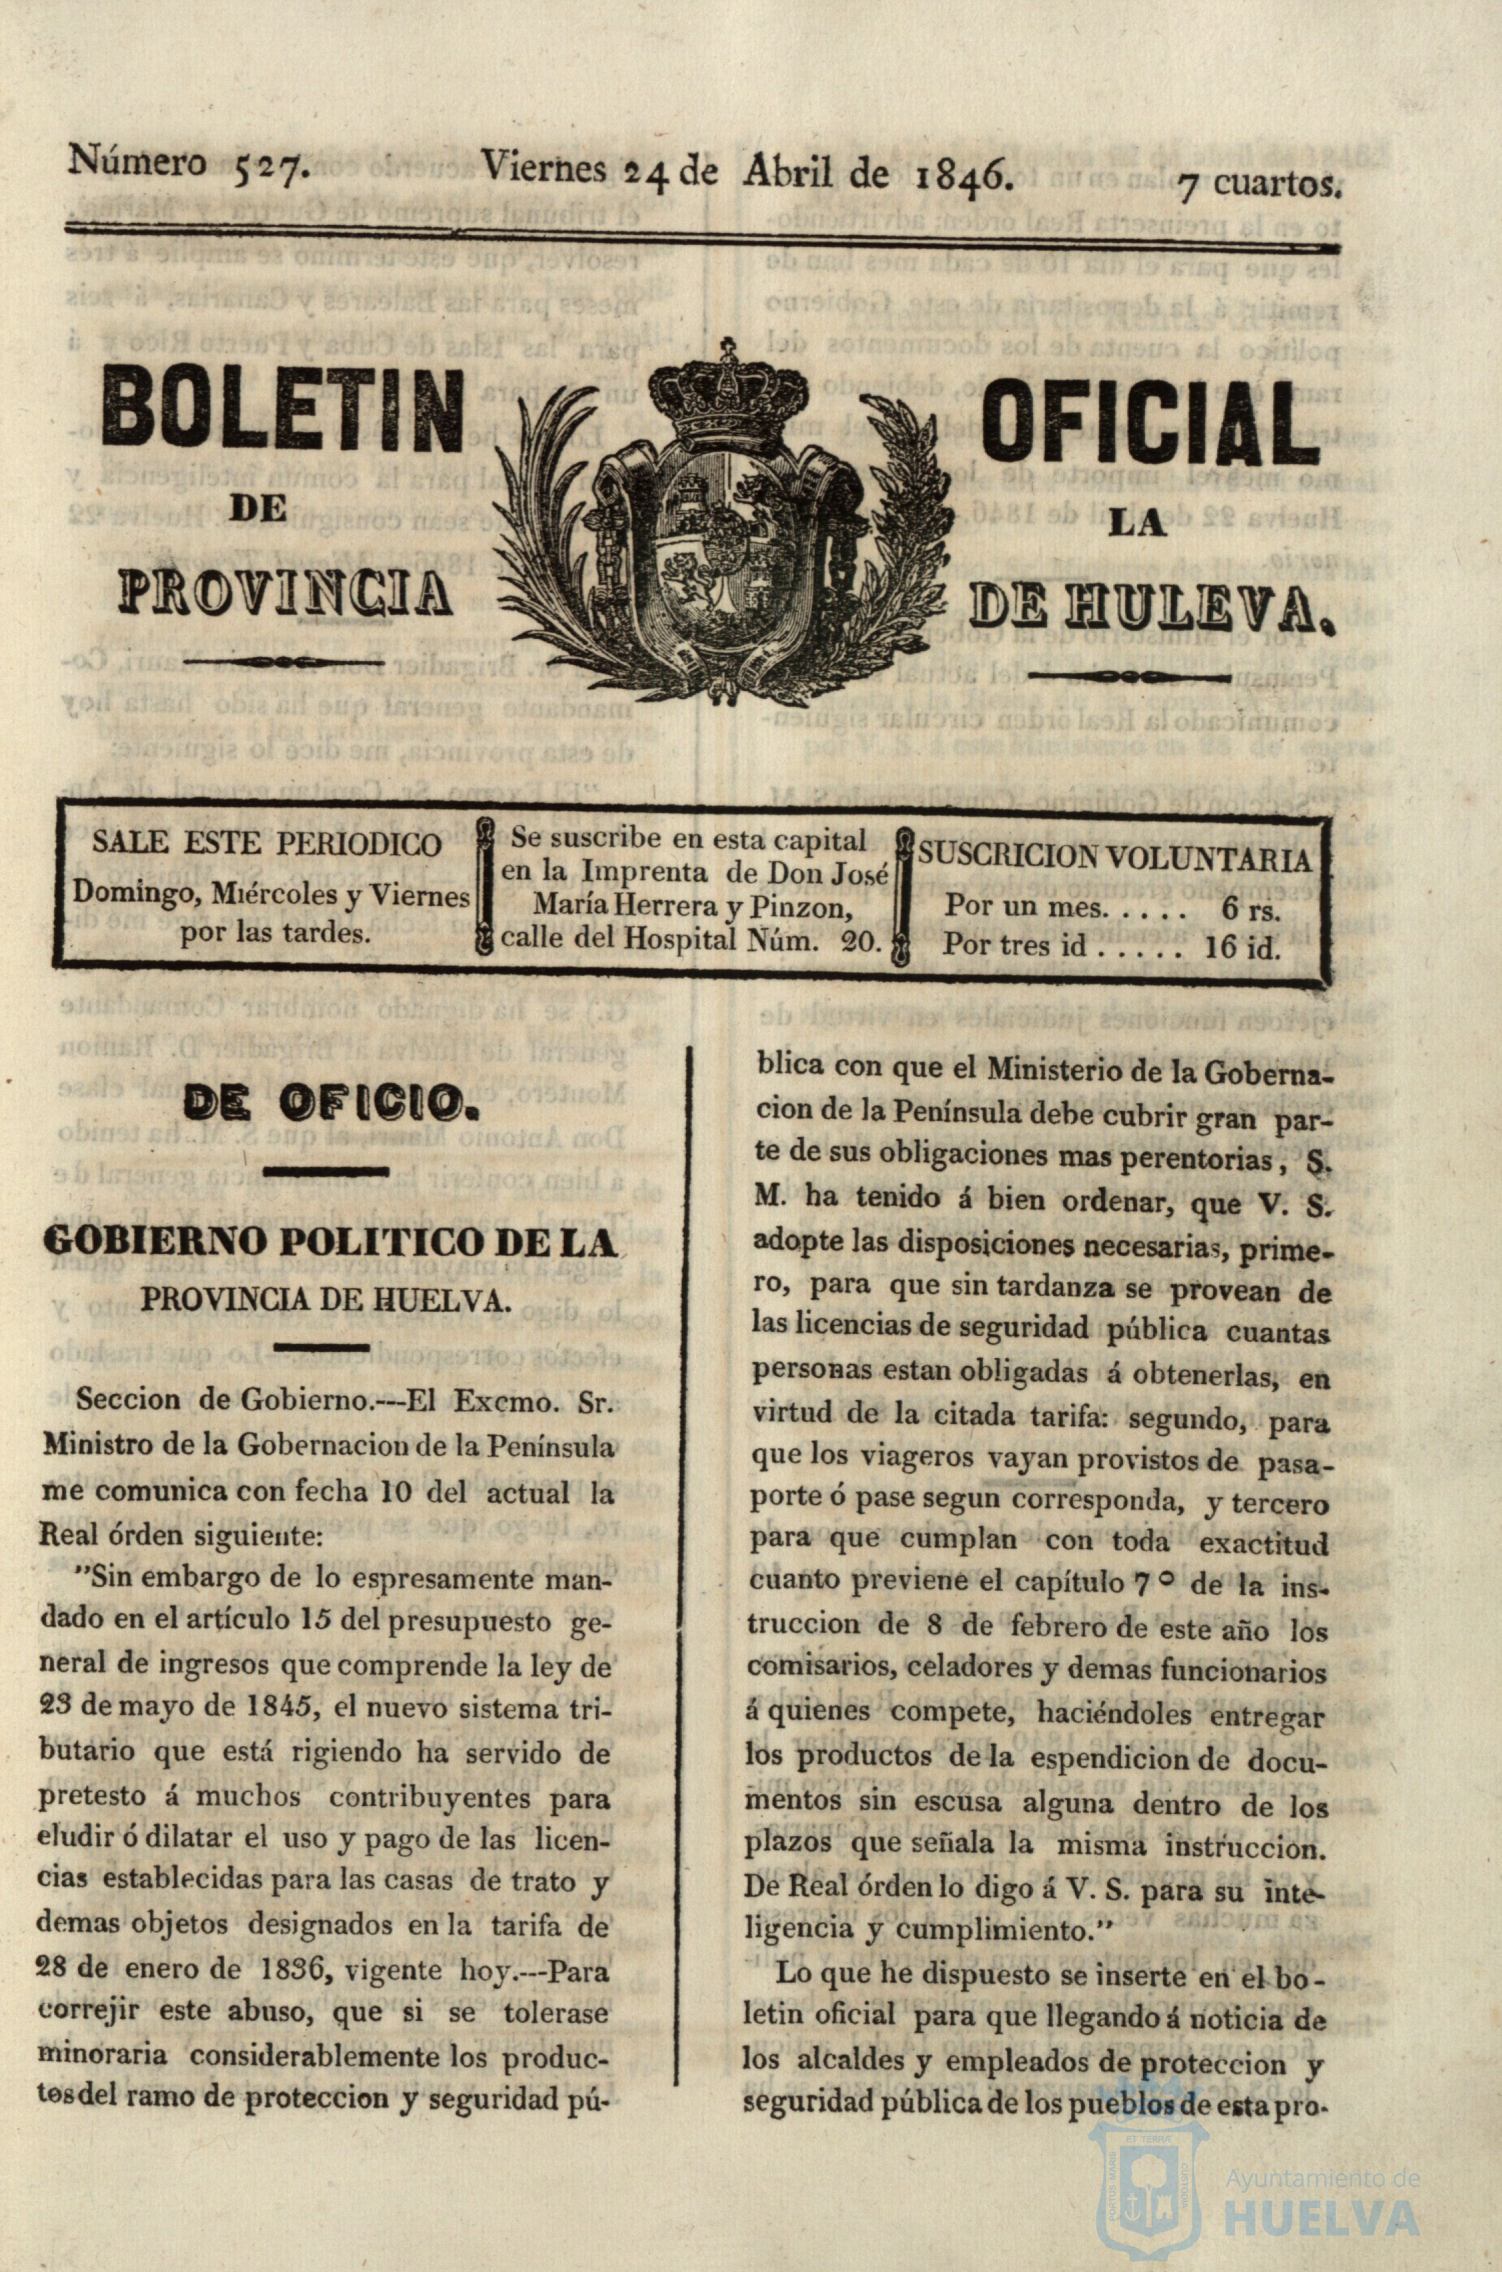 Número 527. Viernes 24 de Abril de 1846. 7 cuartos.
BOLETIN OFICIAL
DE LA
PROVINCIA DE HULEVA.
SALE ESTE PERIODICO
Domingo, Miércoles y Viernes
por las tardes.
Se suscribe en esta capital
en la Imprenta de Don José
María Herrera y Pinzon,
calle del Hospital Núm. 20.
SUSCRICION VOLUNTARIA
Por un mes. . . . . 6 rs.
Por tres id . . . . . 16 id.
DE OFICIO.
GOBIERNO POLITICO DE LA
PROVINCIA DE HUELVA.
Seccion de Gobierno.---El Excmo. Sr.
Ministro de la Gobernacion de la Península
me comunica con fecha 10 del actual la
Real órden siguiente:
"Sin embargo de lo espresamente man-
dado en el artículo 15 del presupuesto ge-
neral de ingresos que comprende la ley de
23 de mayo de 1845, el nuevo sistema tri-
butario que está rigiendo ha servido de
pretesto á muchos contribuyentes para
eludir ó dilatar el uso y pago de las licen-
cias establecidas para las casas de trato y
demas objetos designados en la tarifa de
28 de enero de 1836, vigente hoy.---Para
correjir este abuso, que si se tolerase
minoraria considerablemente los produc-
tos del ramo de proteccion y seguridad pú-
blica con que el Ministerio de la Goberna-
cion de la Península debe cubrir gran par-
te de sus obligaciones mas perentorias, S.
M. ha tenido á bien ordenar, que V. S.
adopte las disposiciones necesarias, prime-
ro, para que sin tardanza se provean de
las licencias de seguridad pública cuantas
personas estan obligadas á obtenerlas, en
virtud de la citada tarifa: segundo, para
que los viageros vayan provistos de pasa-
porte ó pase segun corresponda, y tercero
para que cumplan con toda exactitud
cuanto previene el capítulo 7º de la ins-
truccion de 8 de febrero de este año los
comisarios, celadores y demas funcionarios
á quienes compete, haciéndoles entregar
los productos de la espendicion de docu-
mentos sin escusa alguna dentro de los
plazos que señala la misma instruccion.
De Real órden lo digo á V. S. para su inte-
ligencia y cumplimiento."
Lo que he dispuesto se inserte en el bo-
letin oficial para que llegando á noticia de
los alcaldes y empleados de proteccion y
seguridad pública de los pueblos de esta pro-
PORTUS MARIS ET TERRAE CUSTODIA
Ayuntamiento de
HUELVA